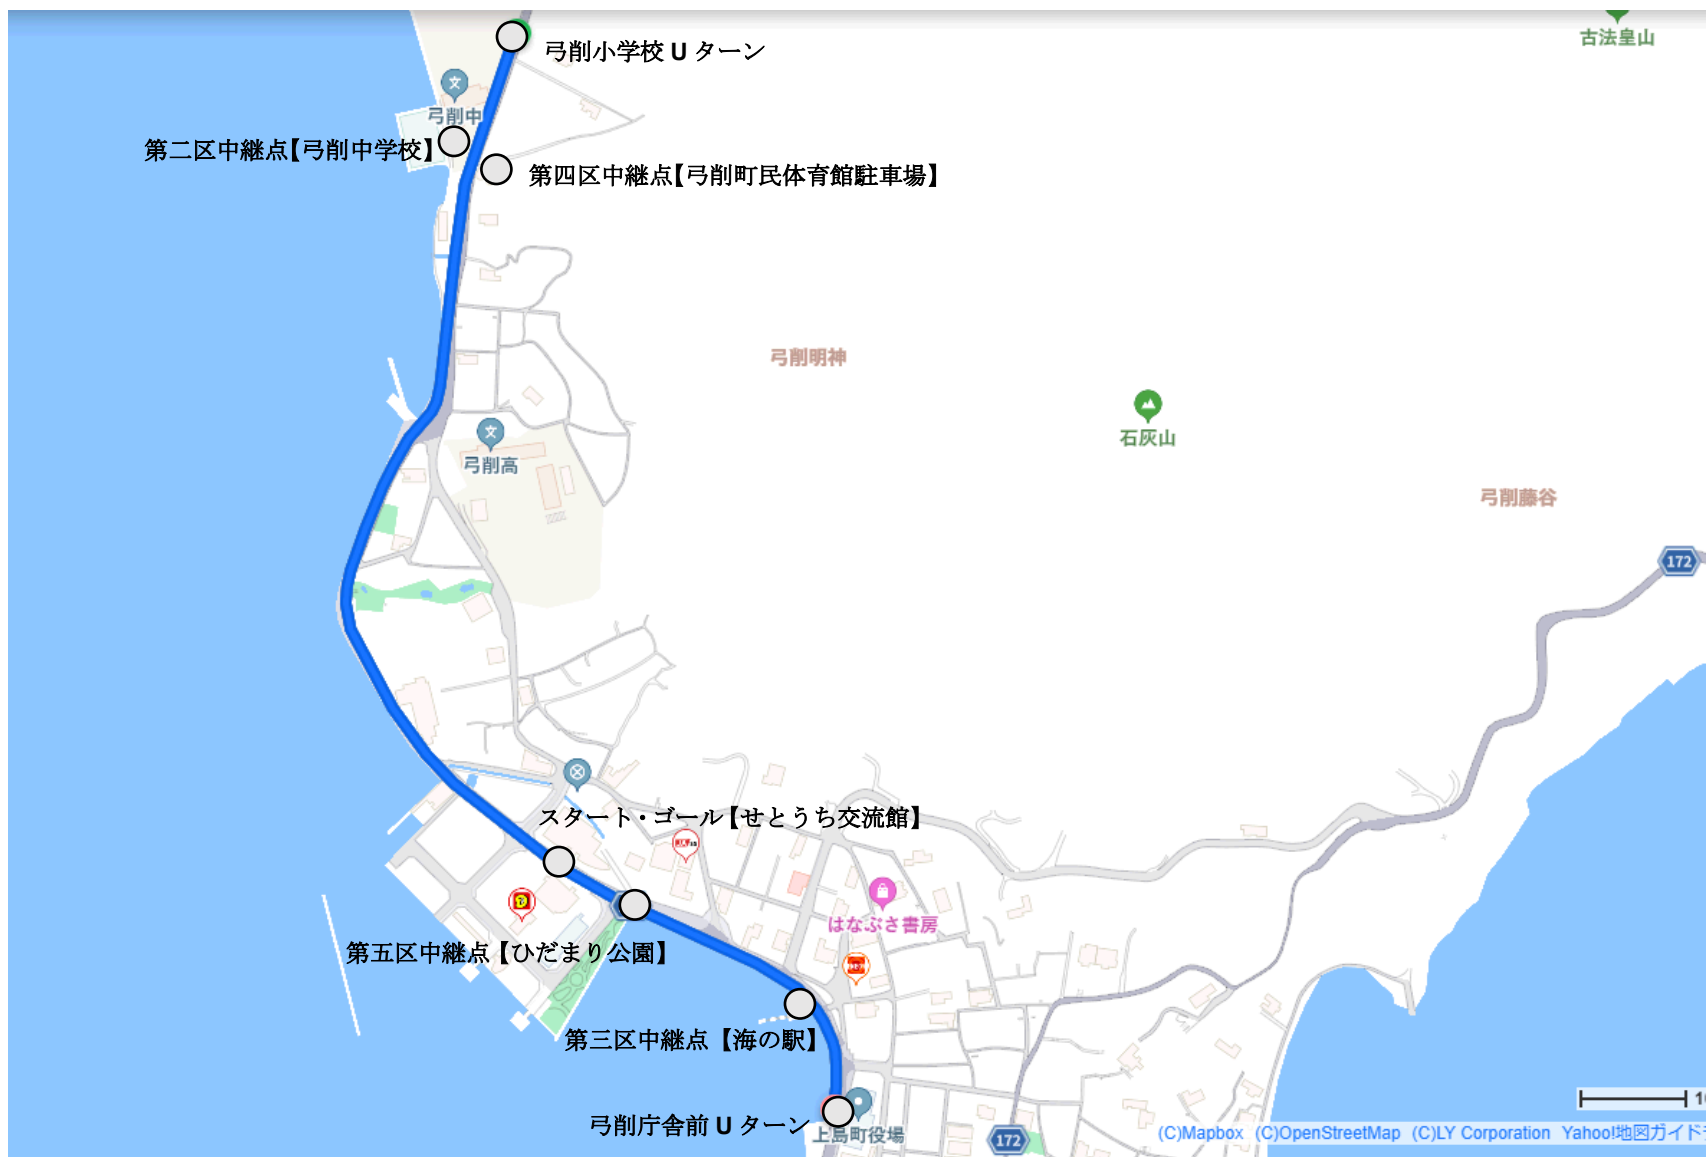 古法皇山
弓削小学校 U ターン
文
弓削中
第二区中継点【弓削中学校】
第四区中継点【弓削町民体育館駐車場】
弓削明神
石灰山
文
弓削高
弓削藤谷
172
スタート・ゴール【せとうち交流館】
はなぶさ書房
第五区中継点【ひだまり公園】
第三区中継点【海の駅】
弓削庁舎前 U ターン
上島町役場
172
(C)Mapbox (C)OpenStreetMap (C)LY Corporation Yahoo!地図ガイド